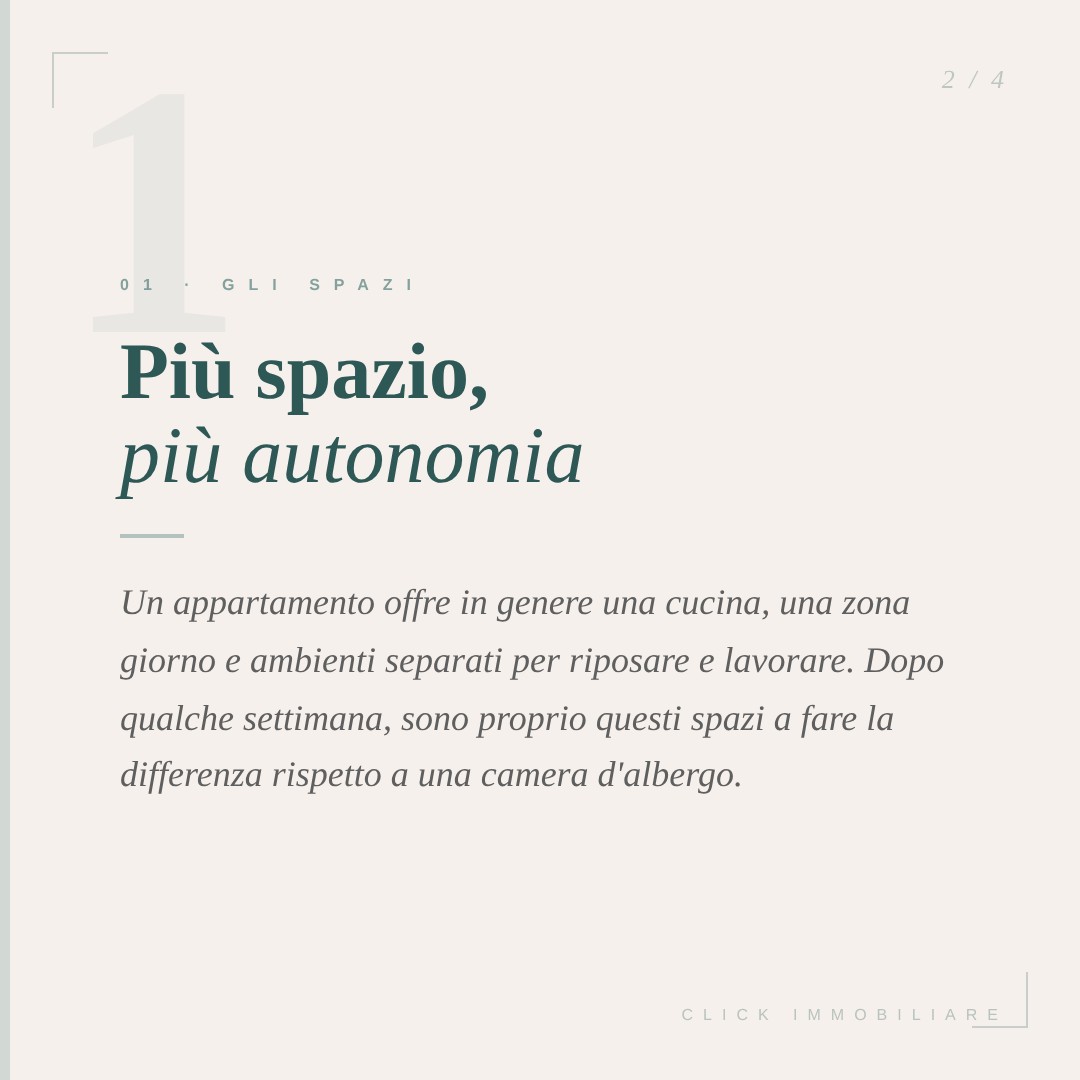 2 / 4
1
01 · GLI SPAZI
Più spazio,
più autonomia
Un appartamento offre in genere una cucina, una zona
giorno e ambienti separati per riposare e lavorare. Dopo
qualche settimana, sono proprio questi spazi a fare la
differenza rispetto a una camera d'albergo.
CLICK IMMOBILIARE